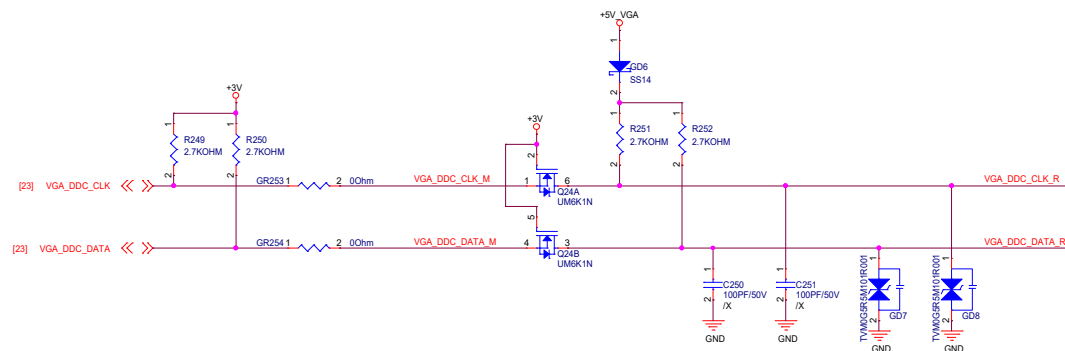 +5V_VGA
1
GD6
SS14
2
+3V
+3V
1
R249
2.7KOHM
2
1
R250
2.7KOHM
2
1
R251
2.7KOHM
2
1
R252
2.7KOHM
2
2
[23] VGA_DDC_CLK
GR253 1
2 0Ohm
VGA_DDC_CLK_M
1
6
Q24A
UM6K1N
VGA_DDC_CLK_R
5
[23] VGA_DDC_DATA
GR254 1
2 0Ohm
VGA_DDC_DATA_M
4
3
Q24B
UM6K1N
VGA_DDC_DATA_R
1
C250
100PF/50V
2
/X
GND
1
C251
100PF/50V
2
/X
GND
TVM0G5R5M101R001
1
2
GD7
GND
TVM0G5R5M101R001
1
2
GD8
GND